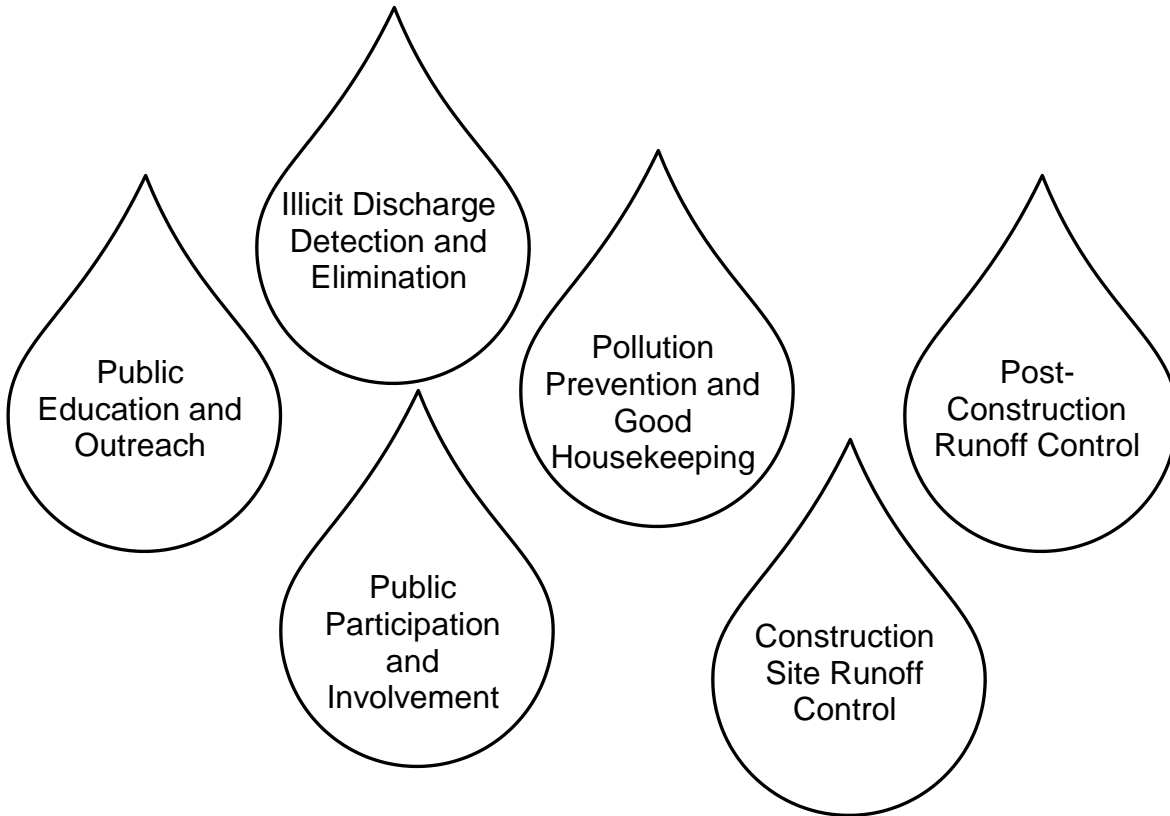 Illicit Discharge
Detection and
Elimination
Public
Education and
Outreach
Pollution
Prevention and
Good
Housekeeping
Post-
Construction
Runoff Control
Public
Participation
and
Involvement
Construction
Site Runoff
Control